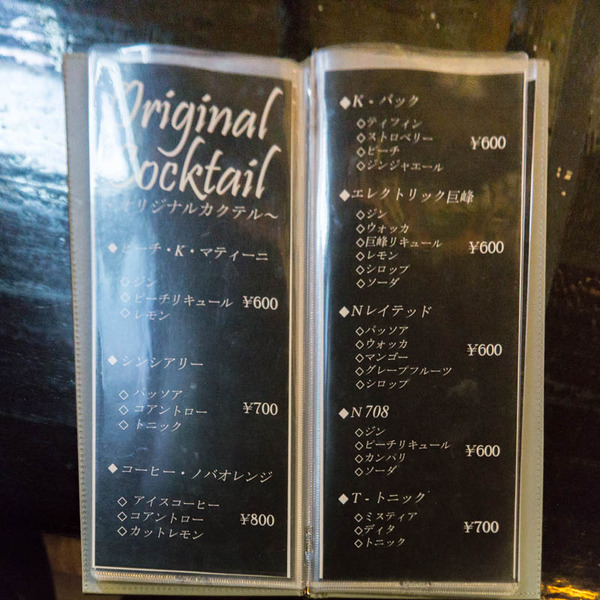 Original
Cocktail
オリジナルカクテル～
◆ピーチ・K・マティーニ
◇ジン
◇ピーチリキュール ¥600
◇レモン
◆シンシアリー
◇パッソア
◇コアントロー ¥700
◇トニック
◆コーヒー・ノバオレンジ
◇アイスコーヒー
◇コアントロー ¥800
◇カットレモン
◆K - バック
◇ティフィン
◇ストロベリー ¥600
◇ピーチ
◇ジンジャエール
◆エレクトリック巨峰
◇ジン
◇ウォッカ
◇巨峰リキュール ¥600
◇レモン
◇シロップ
◇ソーダ
◆Nレイテッド
◇パッソア
◇ウォッカ
◇マンゴー ¥600
◇グレープフルーツ
◇シロップ
◆N 708
◇ジン
◇ピーチリキュール ¥600
◇カンパリ
◇ソーダ
◆T - トニック
◇ミスティア
◇ディタ ¥700
◇トニック